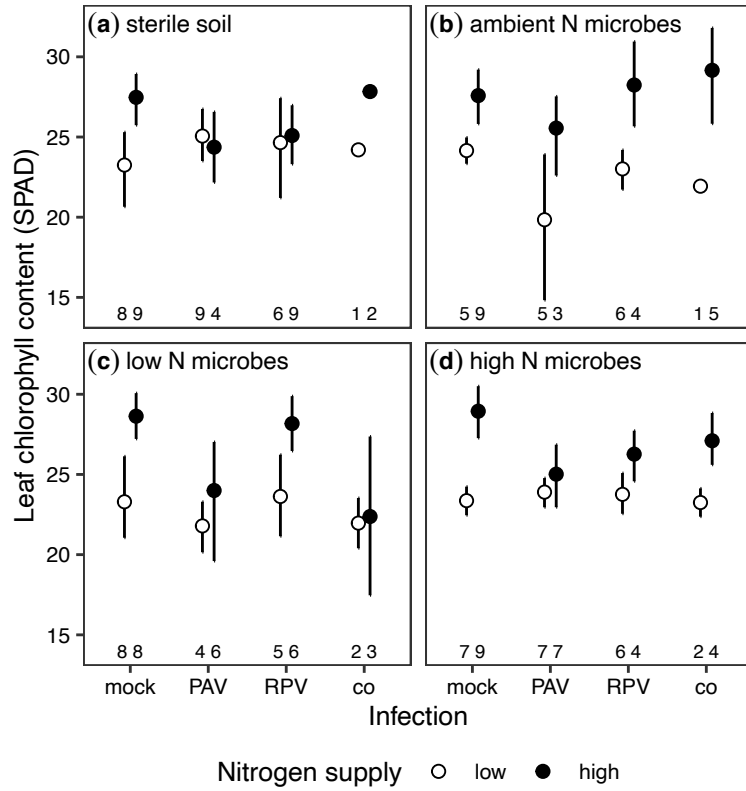 (a) sterile soil
(b) ambient N microbes
30
25
20
15
8 9 9 4 6 9 1 2
5 9 5 3 6 4 1 5
(c) low N microbes
(d) high N microbes
30
25
20
15
8 8 4 6 5 6 2 3
7 9 7 7 6 4 2 4
mock PAV RPV co
mock PAV RPV co
Leaf chlorophyll content (SPAD)
Infection
Nitrogen supply low high